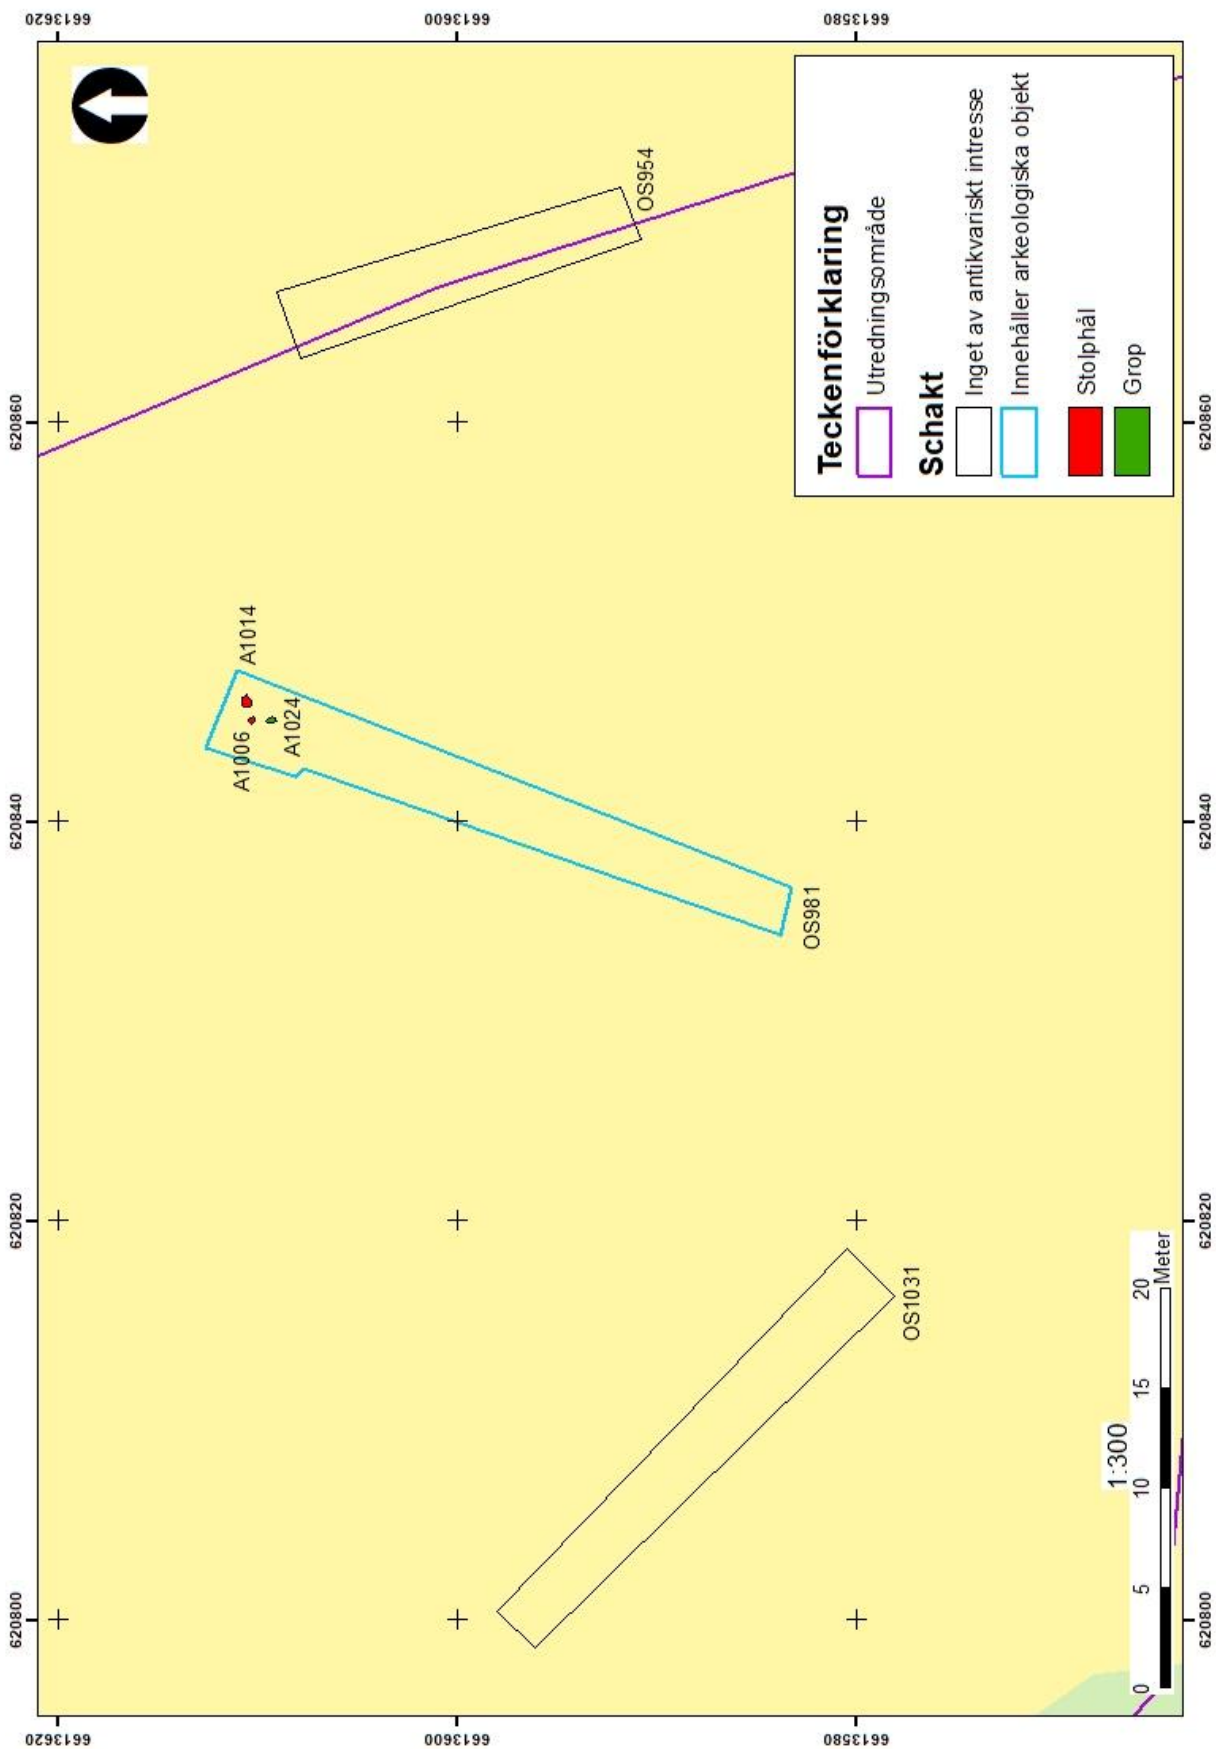 620800
620820
620840
620860
6613620
6613620
A1006
A1014
A1024
6613600
6613600
OS954
OS981
6613580
6613580
OS1031
Teckenförklaring
Utredningsområde
Schakt
Inget av antikvariskt intresse
Innehåller arkeologiska objekt
Stolphål
Grop
1:300
0 5 10 15 20
Meter
620800
620820
620840
620860